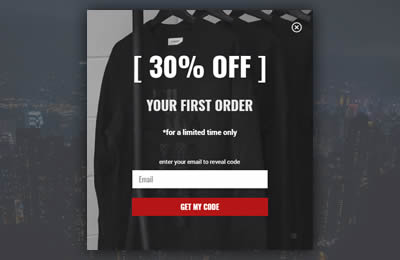 [ 30% OFF ]
YOUR FIRST ORDER
*for a limited time only
enter your email to reveal code
Email
GET MY CODE